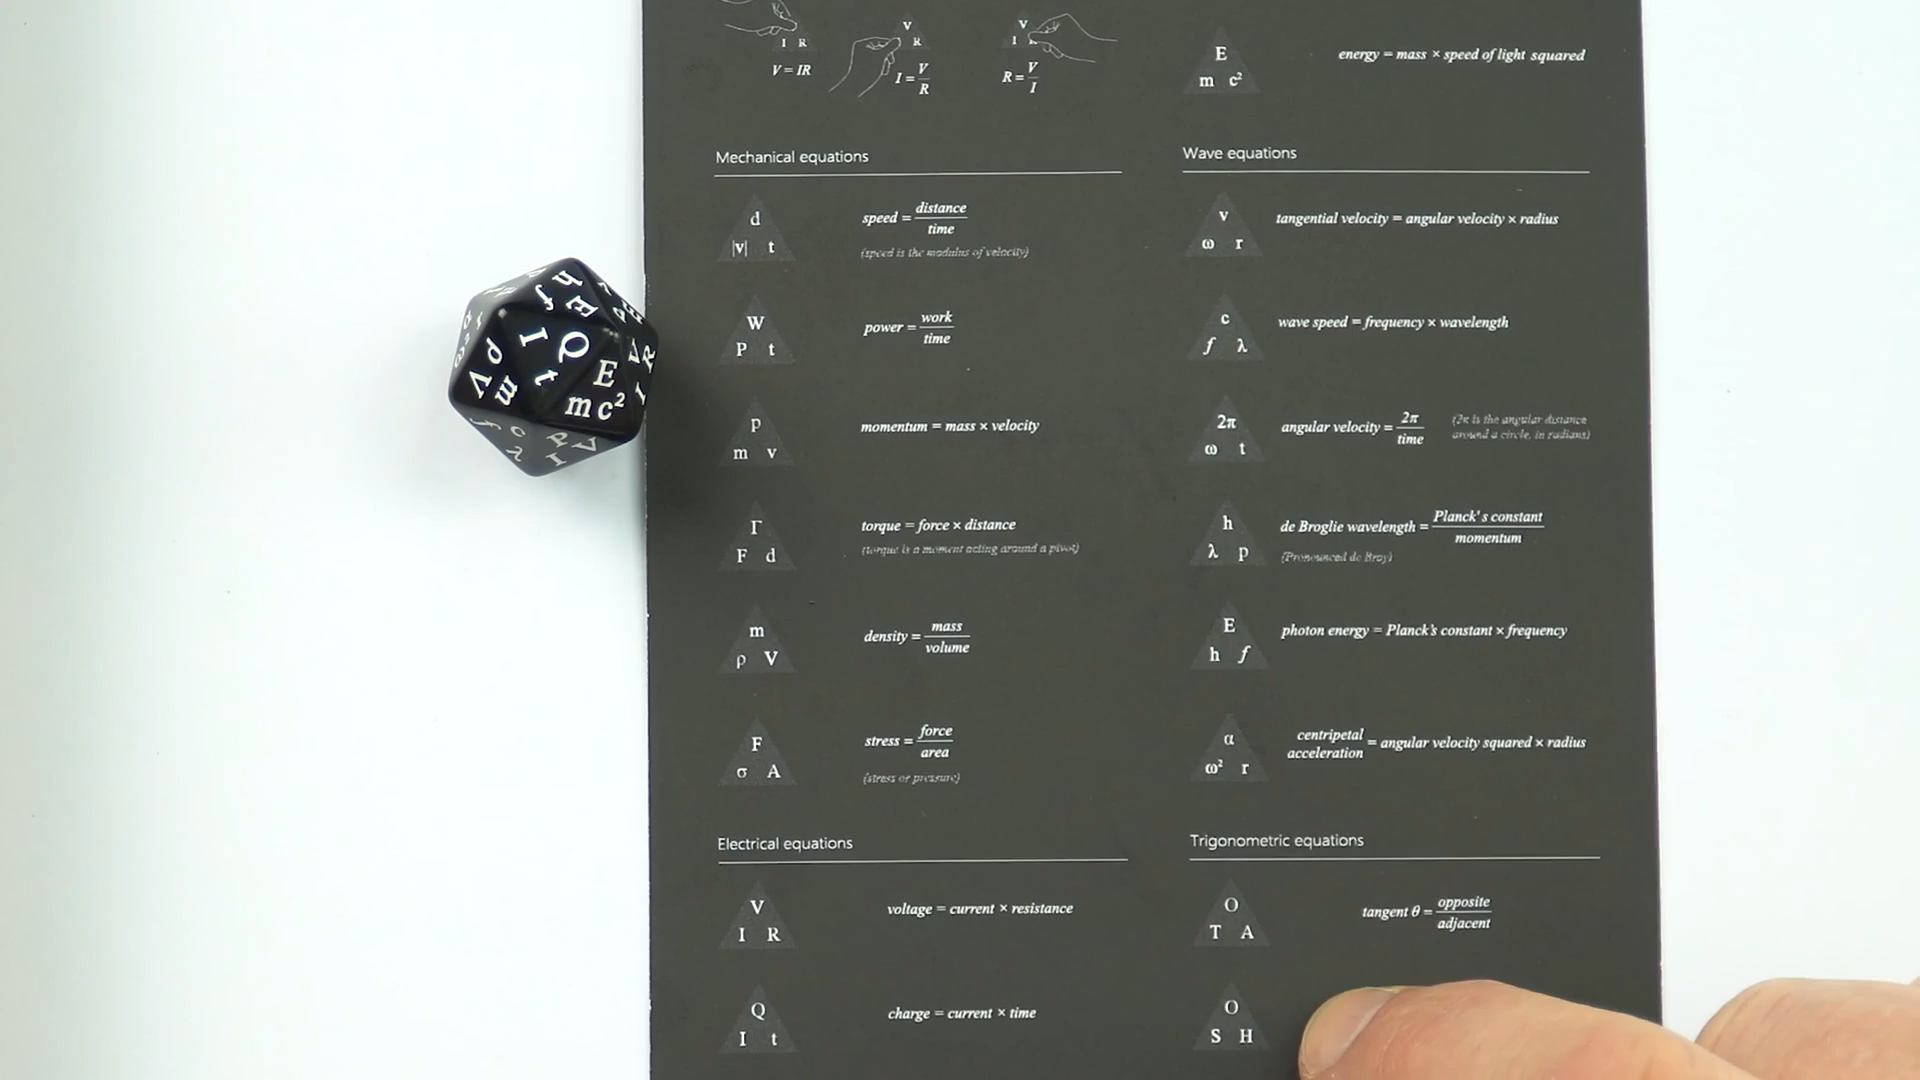 V
V
I R
R
I
V = IR
I = V/R
R = V/I
E
m c²
energy = mass × speed of light squared
Mechanical equations
d
|v| t
speed = distance/time
(speed is the modulus of velocity)
W
P t
power = work/time
p
m v
momentum = mass × velocity
Γ
F d
torque = force × distance
(torque is a moment acting around a pivot)
m
ρ V
density = mass/volume
F
σ A
stress = force/area
(stress or pressure)
Electrical equations
V
I R
voltage = current × resistance
Q
I t
charge = current × time
Wave equations
v
ω r
tangential velocity = angular velocity × radius
c
f λ
wave speed = frequency × wavelength
2π
ω t
angular velocity = 2π/time
(2π is the angular distance
around a circle, in radians)
h
λ p
de Broglie wavelength = Planck's constant/momentum
(Pronounced de Broy)
E
h f
photon energy = Planck's constant × frequency
α
ω² r
centripetal
acceleration = angular velocity squared × radius
Trigonometric equations
O
T A
tangent θ = opposite/adjacent
O
S H
h
f E
I Q
t
E
m c²
V
R
I
m
V
P V
I
c
λ